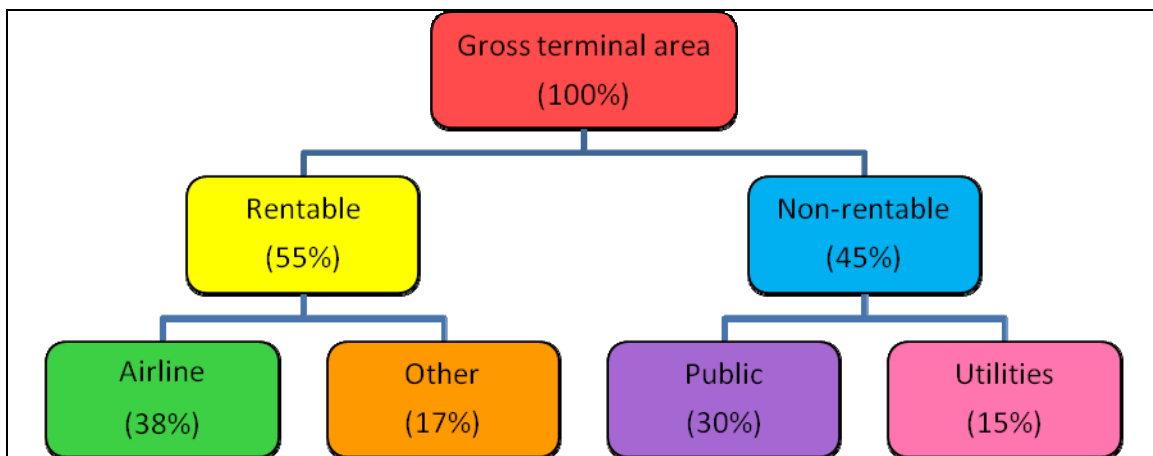 Gross terminal area
(100%)
Rentable
(55%)
Non-rentable
(45%)
Airline
(38%)
Other
(17%)
Public
(30%)
Utilities
(15%)